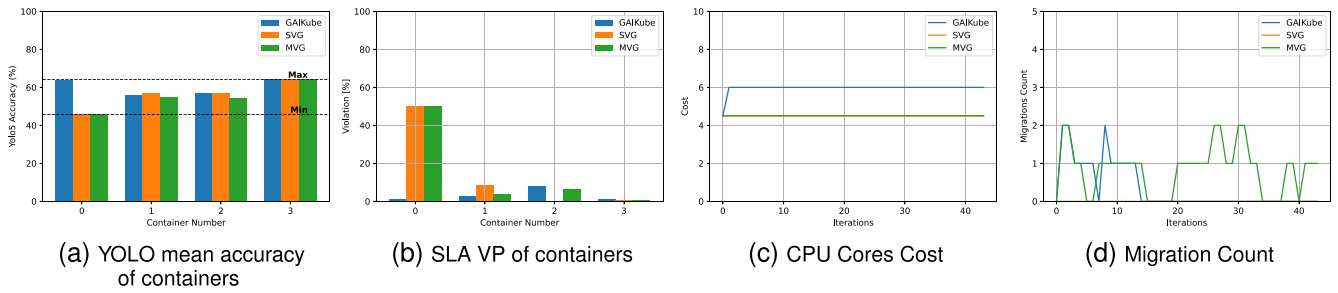 100
80
60
40
20
0
Yolo5 Accuracy (%)
GAIKube
SVG
MVG
Max
Min
0 1 2 3
Container Number
(a) YOLO mean accuracy
of containers
100
80
60
40
20
0
Violation [%]
GAIKube
SVG
MVG
0 1 2 3
Container Number
(b) SLA VP of containers
10
8
6
4
2
0
Cost
GAIKube
SVG
MVG
0 10 20 30 40
Iterations
(c) CPU Cores Cost
5
4
3
2
1
0
Migrations Count
GAIKube
SVG
MVG
0 10 20 30 40
Iterations
(d) Migration Count